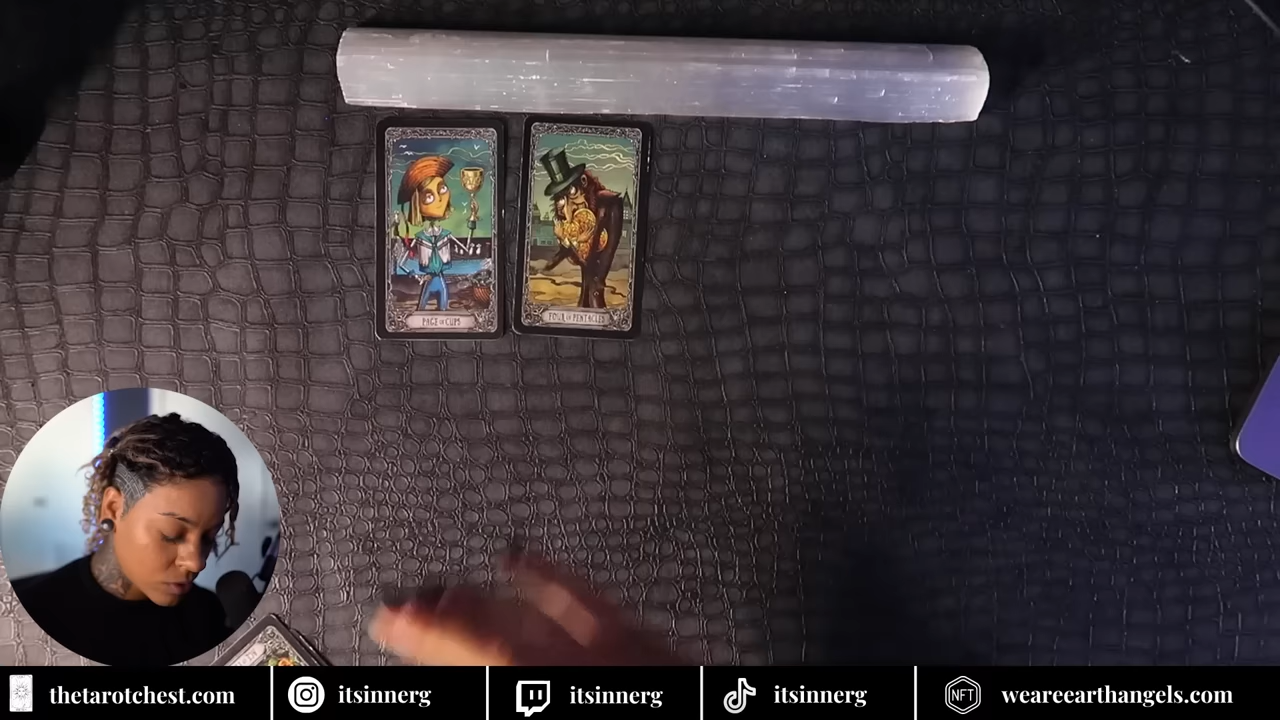 PAGE OF CUPS
FOUR OF PENTACLES
thetarotchest.com
itsinnerg
itsinnerg
itsinnerg
NFT
weareearthangels.com